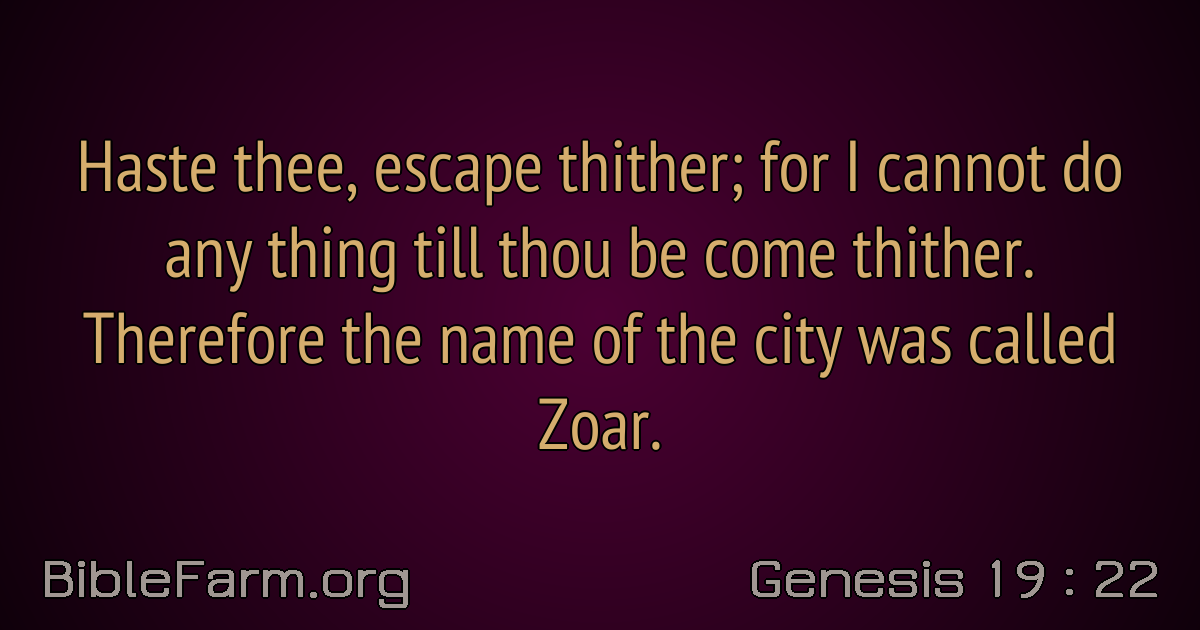 Haste thee, escape thither; for I cannot do
any thing till thou be come thither.
Therefore the name of the city was called
Zoar.
BibleFarm.org
Genesis 19 : 22